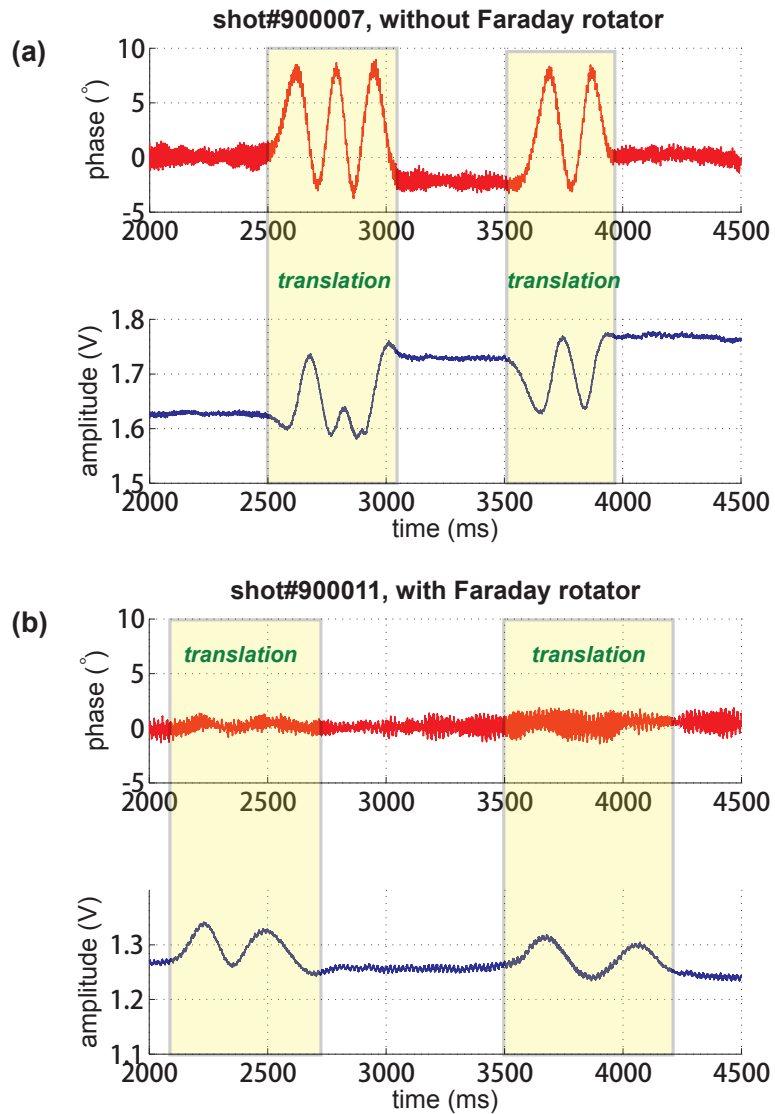 shot#900007, without Faraday rotator
(a)
phase (°)
10
5
0
-5
2000 2500 3000 3500 4000 4500
translation translation
amplitude (V)
1.8
1.7
1.6
1.5
2000 2500 3000 3500 4000 4500
time (ms)
shot#900011, with Faraday rotator
(b)
phase (°)
10
5
0
-5
translation translation
2000 2500 3000 3500 4000 4500
amplitude (V)
1.3
1.2
1.1
2000 2500 3000 3500 4000 4500
time (ms)